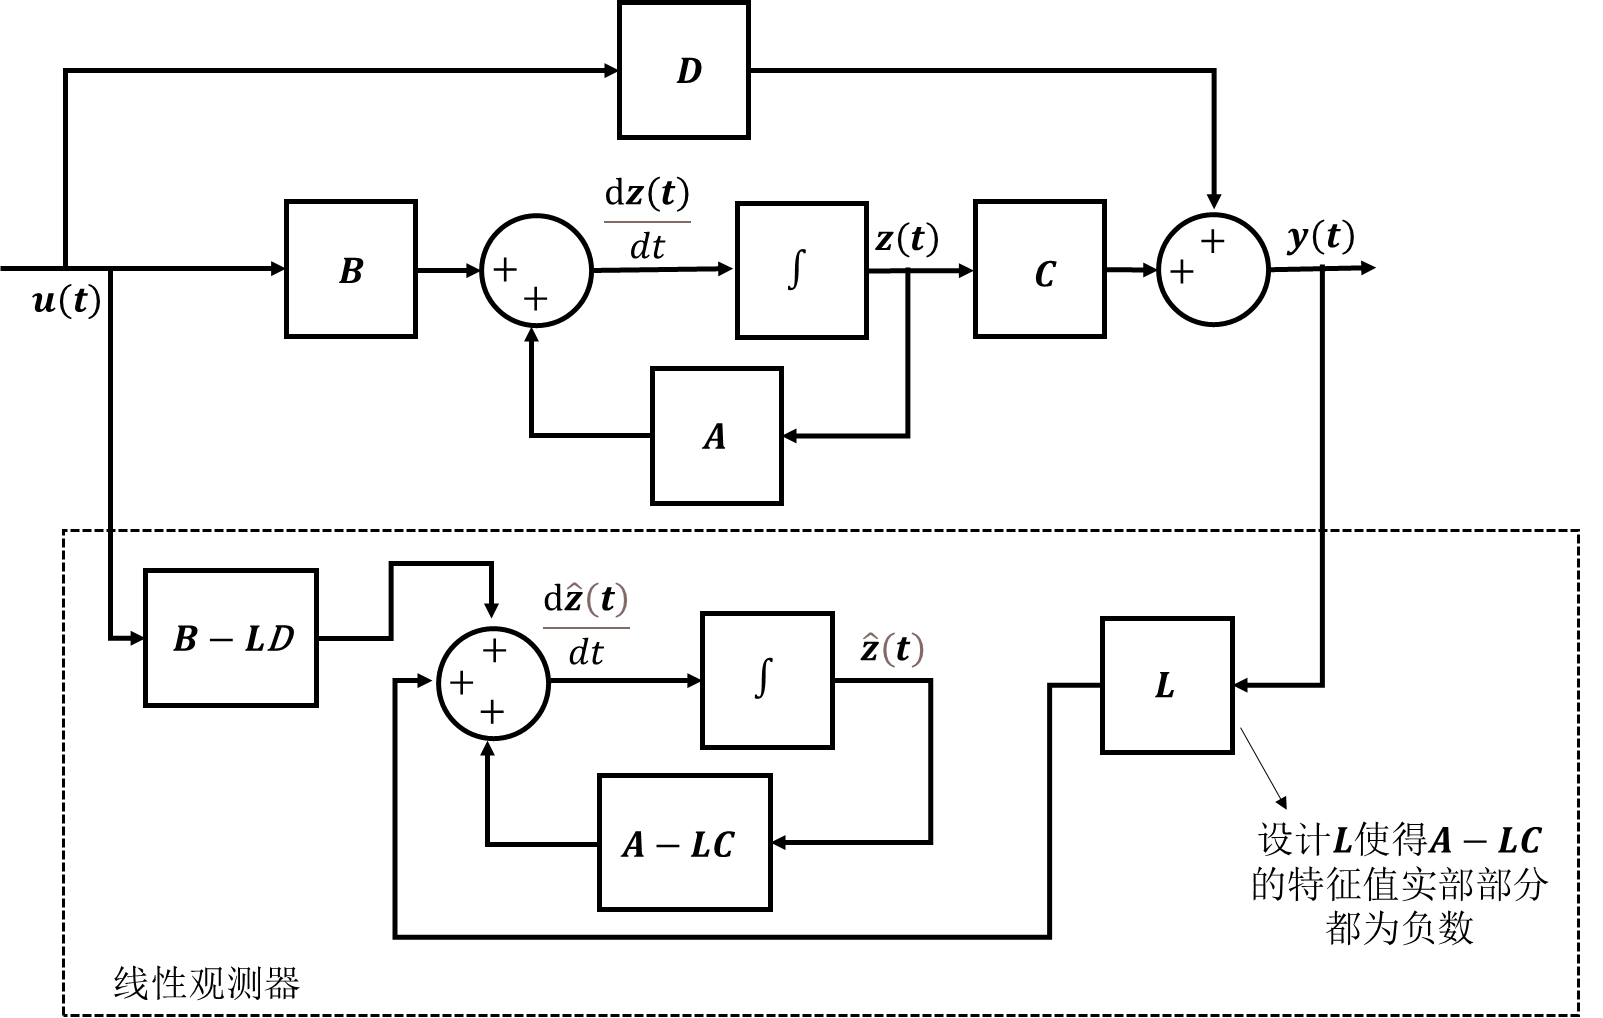 D
dz(t)
dt
z(t)
y(t)
B
∫
C
+
+
+
+
u(t)
A
B − LD
dẑ(t)
dt
ẑ(t)
+
+
+
∫
L
A − LC
设计L使得A − LC
的特征值实部部分
都为负数
线性观测器